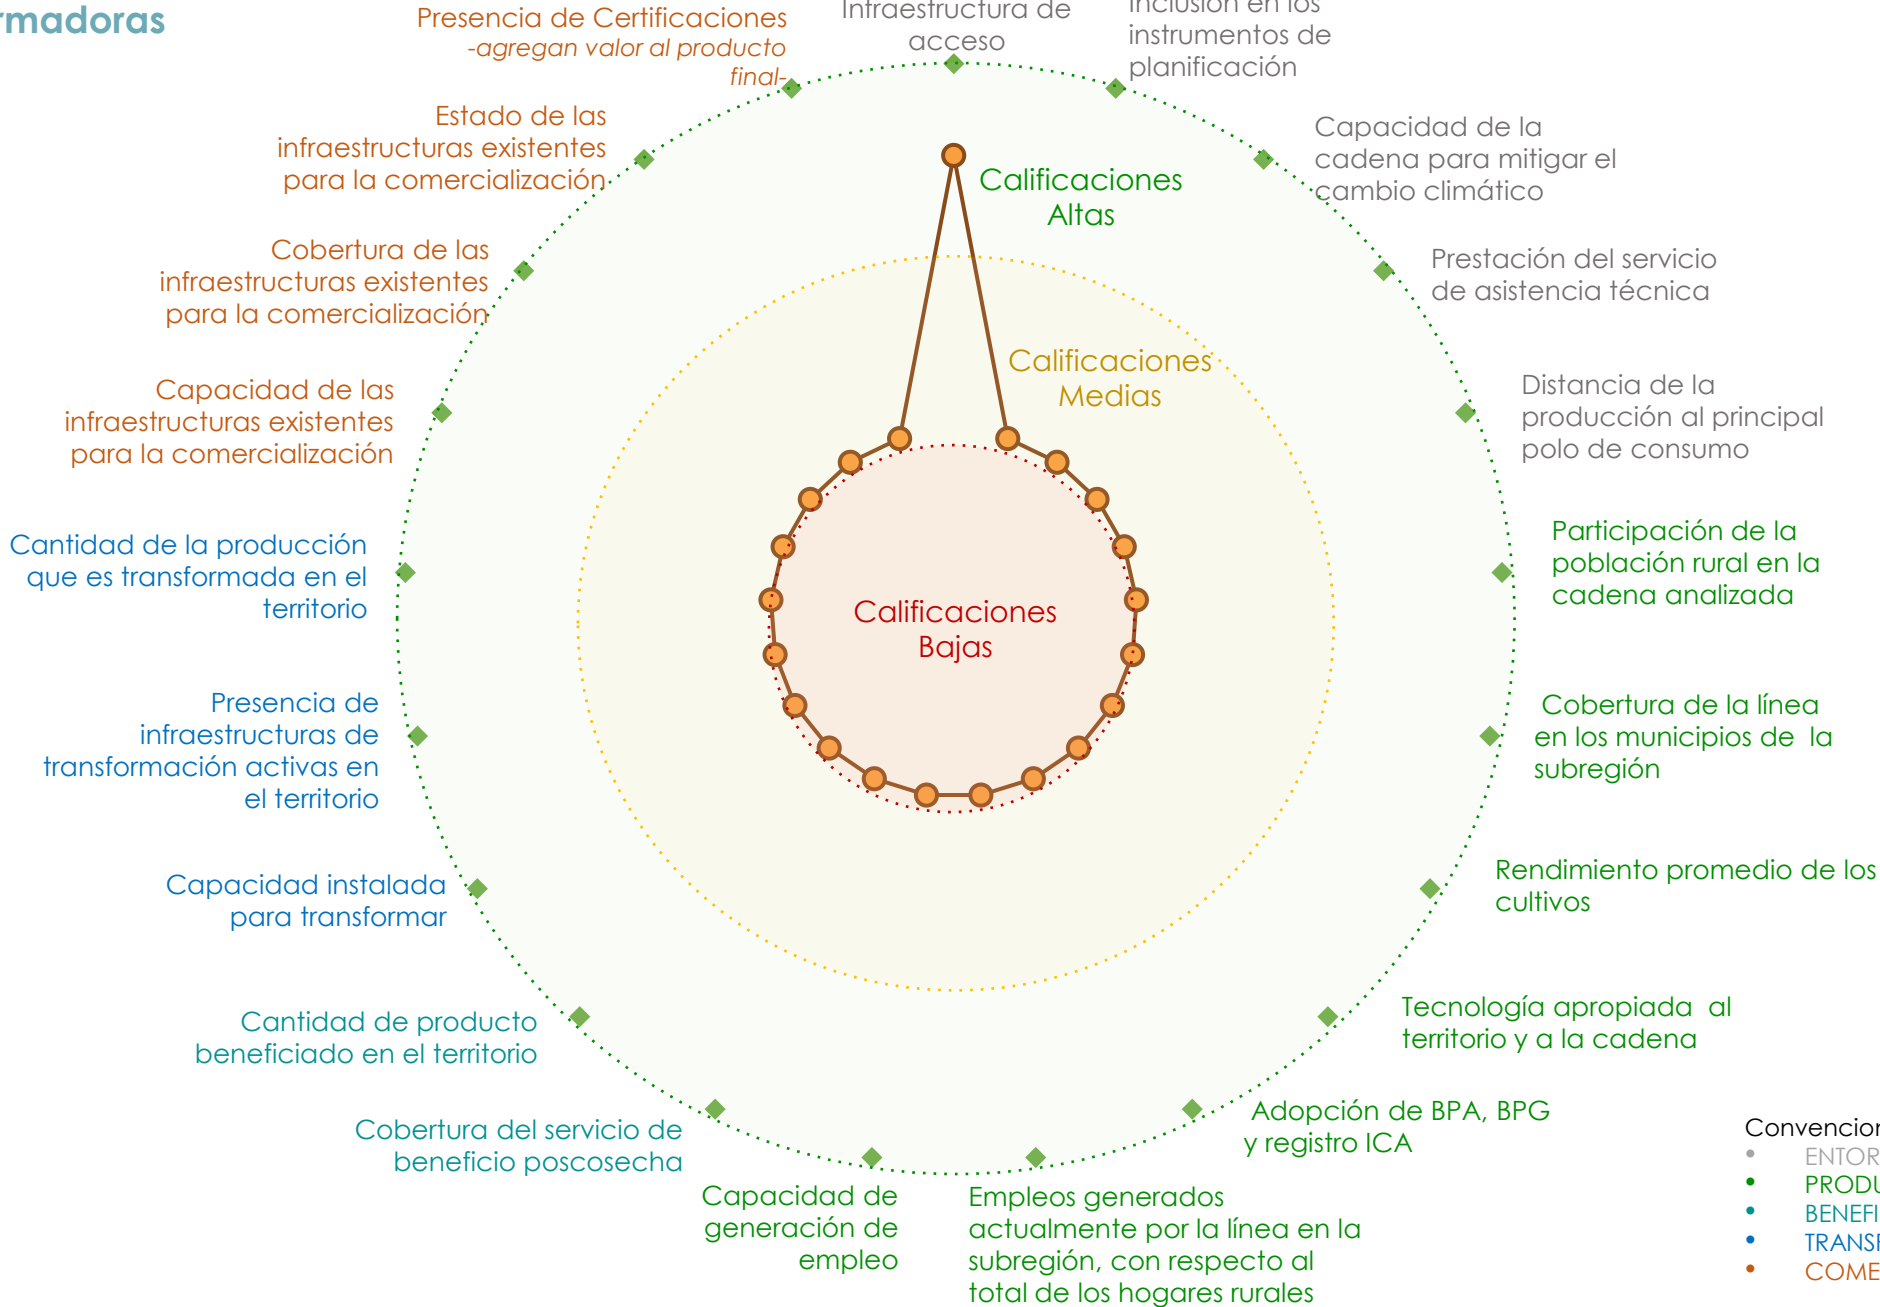 rmadoras
Presencia de Certificaciones
-agregan valor al producto
final-
Infraestructura de
acceso
Inclusión en los
instrumentos de
planificación
Estado de las
infraestructuras existentes
para la comercialización
Capacidad de la
cadena para mitigar el
cambio climático
Calificaciones
Altas
Cobertura de las
infraestructuras existentes
para la comercialización
Prestación del servicio
de asistencia técnica
Calificaciones
Medias
Capacidad de las
infraestructuras existentes
para la comercialización
Distancia de la
producción al principal
polo de consumo
Cantidad de la producción
que es transformada en el
territorio
Participación de la
población rural en la
cadena analizada
Calificaciones
Bajas
Presencia de
infraestructuras de
transformación activas en
el territorio
Cobertura de la línea
en los municipios de la
subregión
Capacidad instalada
para transformar
Rendimiento promedio de los
cultivos
Cantidad de producto
beneficiado en el territorio
Tecnología apropiada al
territorio y a la cadena
Cobertura del servicio de
beneficio poscosecha
Adopción de BPA, BPG
y registro ICA
Capacidad de
generación de
empleo
Empleos generados
actualmente por la línea en la
subregión, con respecto al
total de los hogares rurales
Convencion
• ENTOR
• PRODU
• BENEFI
• TRANSF
• COME